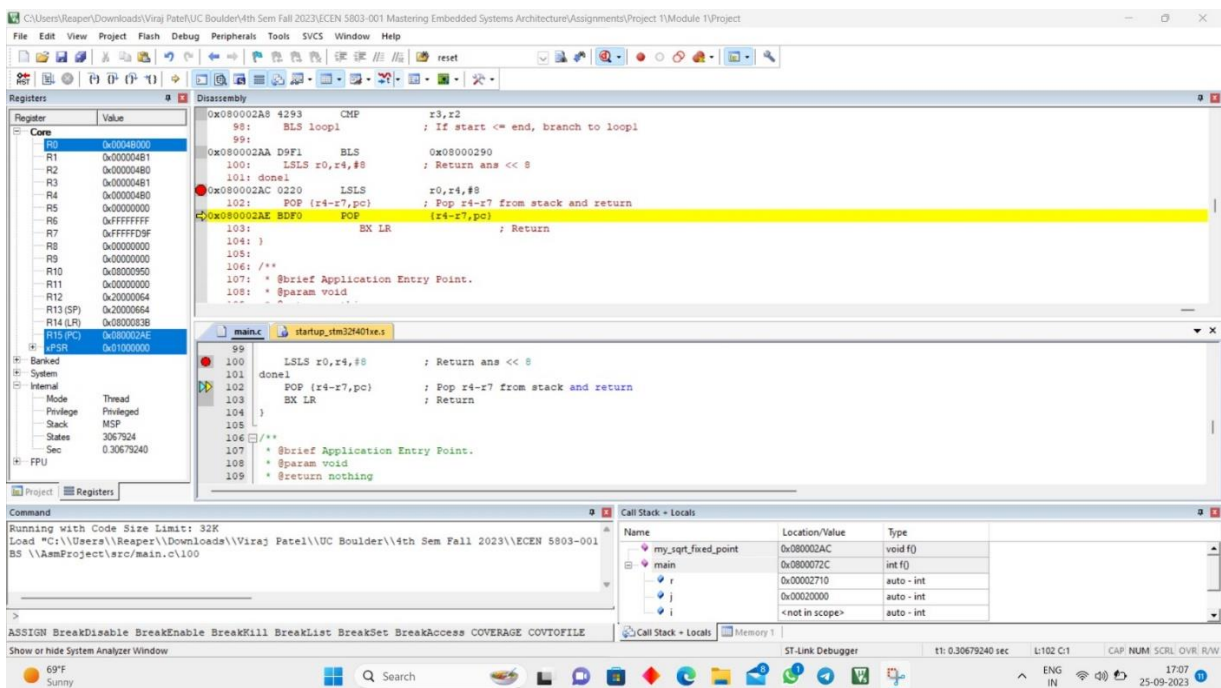 C:\Users\Reaper\Downloads\Viraj Patel\UC Boulder\4th Sem Fall 2023\ECEN 5803-001 Mastering Embedded Systems Architecture\Assignments\Project 1\Module 1\Project
File Edit View Project Flash Debug Peripherals Tools SVCS Window Help
reset
RST
Registers
Register Value
Core
R0 0x0004B000
R1 0x000004B1
R2 0x000004B0
R3 0x000004B1
R4 0x000004B0
R5 0x00000000
R6 0xFFFFFFFF
R7 0xFFFFFD9F
R8 0x00000000
R9 0x00000000
R10 0x08000950
R11 0x00000000
R12 0x20000064
R13 (SP) 0x20000664
R14 (LR) 0x0800083B
R15 (PC) 0x080002AE
xPSR 0x01000000
Banked
System
Internal
Mode Thread
Privilege Privileged
Stack MSP
States 3067924
Sec 0.30679240
FPU
Project Registers
Disassembly
0x080002A8 4293 CMP r3,r2
98: BLS loop1 ; If start <= end, branch to loop1
99:
0x080002AA D9F1 BLS 0x08000290
100: LSLS r0,r4,#8 ; Return ans << 8
101: done1
0x080002AC 0220 LSLS r0,r4,#8
102: POP {r4-r7,pc} ; Pop r4-r7 from stack and return
0x080002AE BDF0 POP {r4-r7,pc}
103: BX LR ; Return
104: }
105:
106: /**
107: * @brief Application Entry Point.
108: * @param void
main.c startup_stm32f401xe.s
99
100 LSLS r0,r4,#8 ; Return ans << 8
101 done1
102 POP {r4-r7,pc} ; Pop r4-r7 from stack and return
103 BX LR ; Return
104 }
105
106 /**
107 * @brief Application Entry Point.
108 * @param void
109 * @return nothing
Command
Running with Code Size Limit: 32K
Load "C:\\Users\\Reaper\\Downloads\\Viraj Patel\\UC Boulder\\4th Sem Fall 2023\\ECEN 5803-001
BS \\AsmProject\src/main.c\100
>
ASSIGN BreakDisable BreakEnable BreakKill BreakList BreakSet BreakAccess COVERAGE COVTOFILE
Call Stack + Locals
Name Location/Value Type
my_sqrt_fixed_point 0x080002AC void f()
main 0x0800072C int f()
r 0x00002710 auto - int
j 0x00020000 auto - int
i <not in scope> auto - int
Call Stack + Locals Memory 1
Show or hide System Analyzer Window ST-Link Debugger t1: 0.30679240 sec L:102 C:1 CAP NUM SCRL OVR R/W
69°F
Sunny
Search
ENG
IN
17:07
25-09-2023